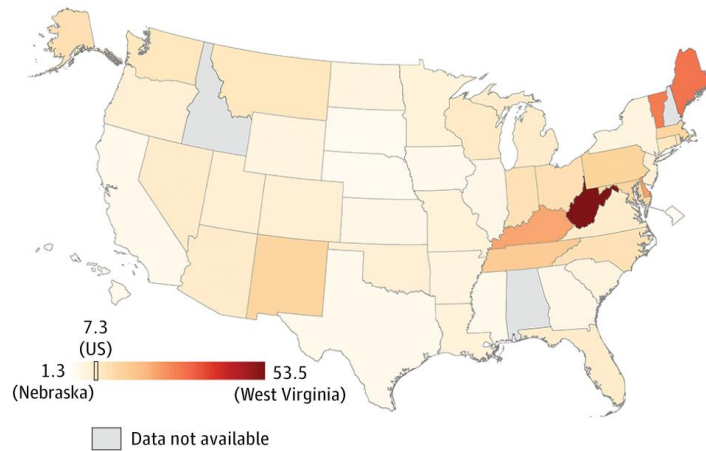 7.3
(US)
1.3
(Nebraska)
53.5
(West Virginia)
Data not available